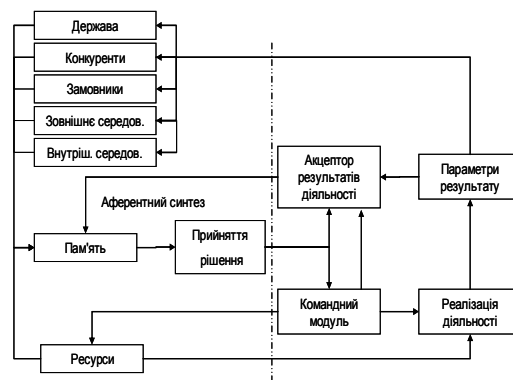 Держава
Конкуренти
Замовники
Зовнішнє середов.
Внутріш. середов.
Акцептор
результатів
діяльності
Параметри
результату
Аферентний синтез
Пам'ять
Прийняття
рішення
Командний
модуль
Реалізація
діяльності
Ресурси